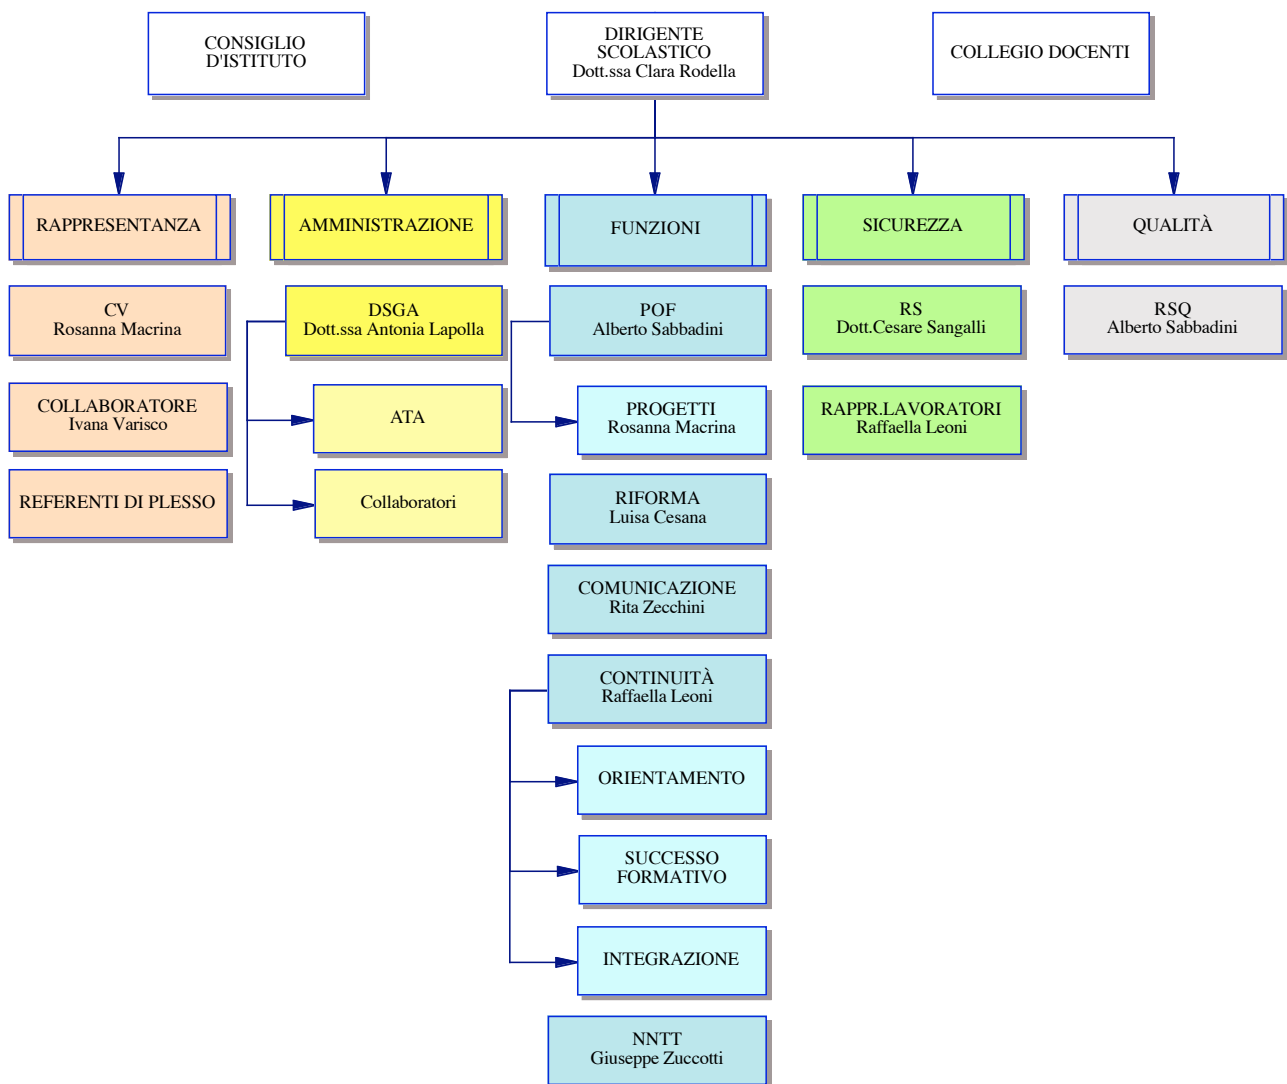 CONSIGLIO
D'ISTITUTO
DIRIGENTE
SCOLASTICO
Dott.ssa Clara Rodella
COLLEGIO DOCENTI
RAPPRESENTANZA
AMMINISTRAZIONE
FUNZIONI
SICUREZZA
QUALITÀ
CV
Rosanna Macrina
DSGA
Dott.ssa Antonia Lapolla
POF
Alberto Sabbadini
RS
Dott.Cesare Sangalli
RSQ
Alberto Sabbadini
COLLABORATORE
Ivana Varisco
ATA
PROGETTI
Rosanna Macrina
RAPPR.LAVORATORI
Raffaella Leoni
REFERENTI DI PLESSO
Collaboratori
RIFORMA
Luisa Cesana
COMUNICAZIONE
Rita Zecchini
CONTINUITÀ
Raffaella Leoni
ORIENTAMENTO
SUCCESSO
FORMATIVO
INTEGRAZIONE
NNTT
Giuseppe Zuccotti